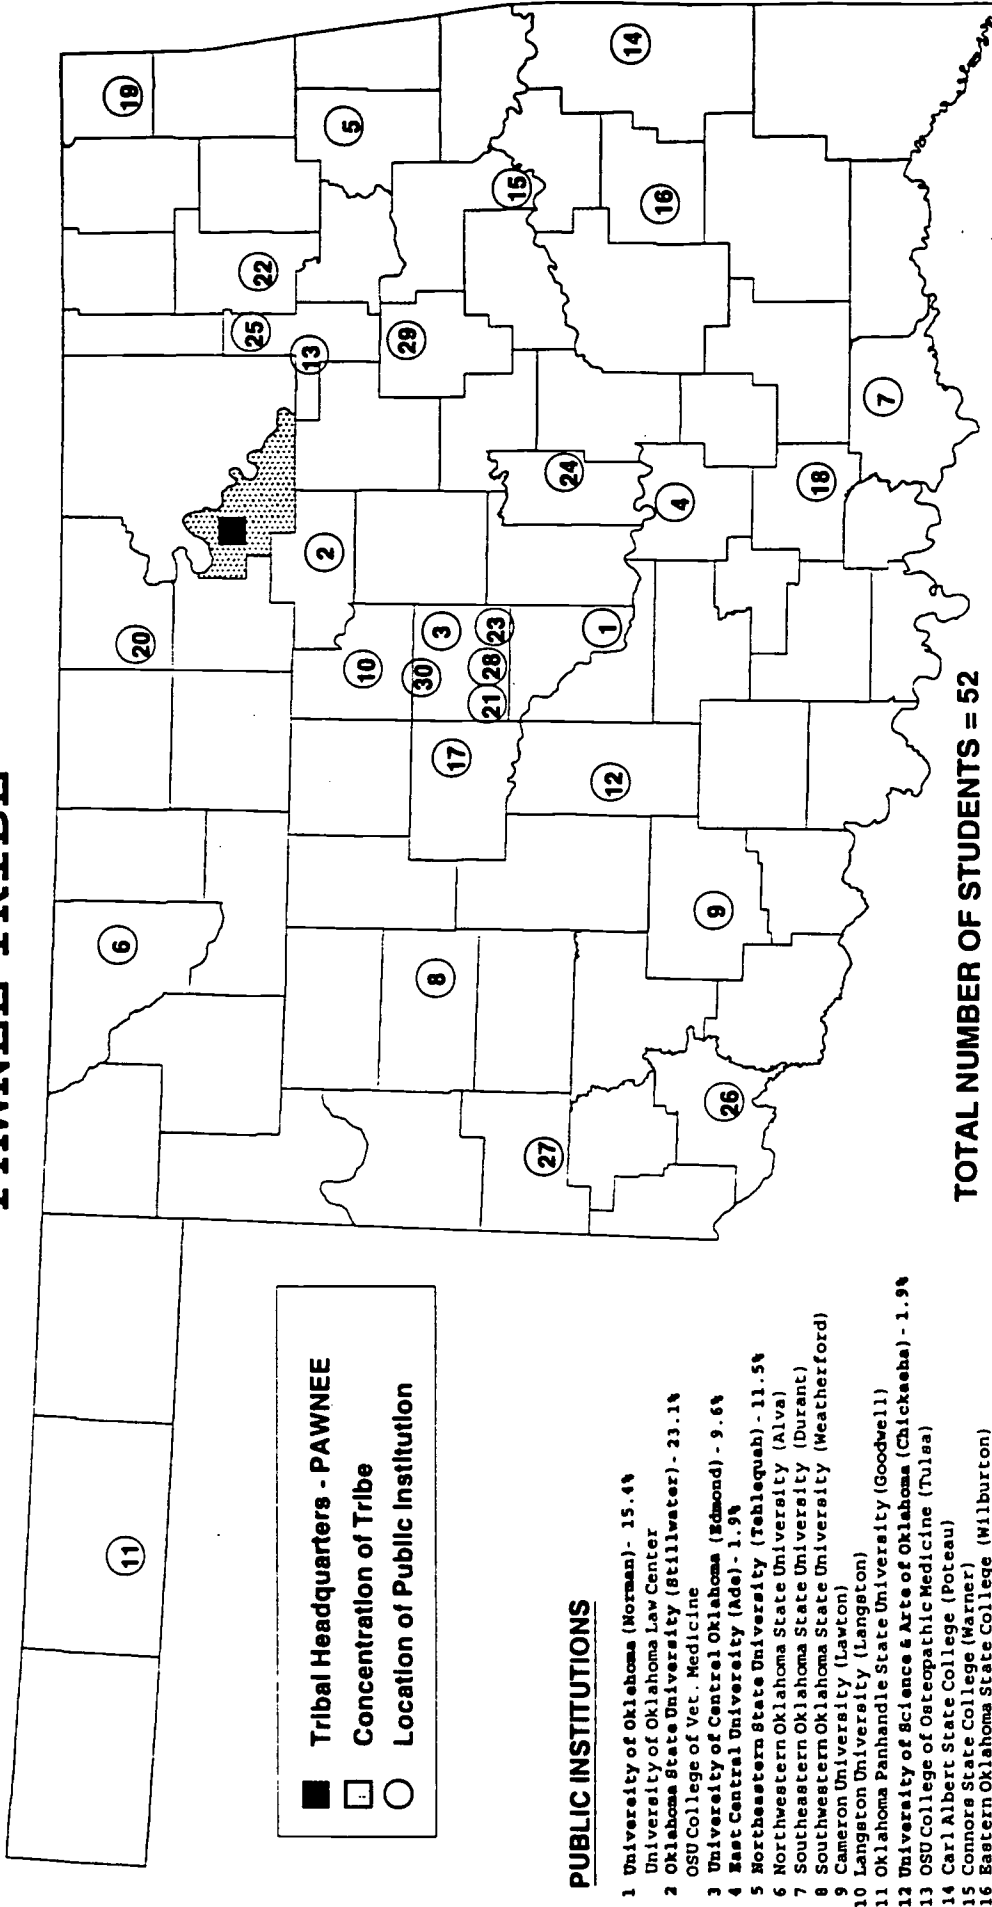 11
6
20
19
5
22
25
13
14
15
16
29
2
24
7
18
4
10
3
23
30
28
21
1
17
12
8
9
27
26
Tribal Headquarters - PAWNEE
Concentration of Tribe
Location of Public Institution
TOTAL NUMBER OF STUDENTS = 52
PUBLIC INSTITUTIONS
1 University of Oklahoma (Norman) - 15.4%
University of Oklahoma Law Center
2 Oklahoma State University (Stillwater) - 23.1%
OSU College of Vet. Medicine
3 University of Central Oklahoma (Edmond) - 9.6%
4 East Central University (Ada) - 1.9%
5 Northeastern State University (Tahlequah) - 11.5%
6 Northwestern Oklahoma State University (Alva)
7 Southeastern Oklahoma State University (Durant)
8 Southwestern Oklahoma State University (Weatherford)
9 Cameron University (Lawton)
10 Langston University (Langston)
11 Oklahoma Panhandle State University (Goodwell)
12 University of Science & Arts of Oklahoma (Chickasha) - 1.9%
13 OSU College of Osteopathic Medicine (Tulsa)
14 Carl Albert State College (Poteau)
15 Connors State College (Warner)
16 Eastern Oklahoma State College (Wilburton)